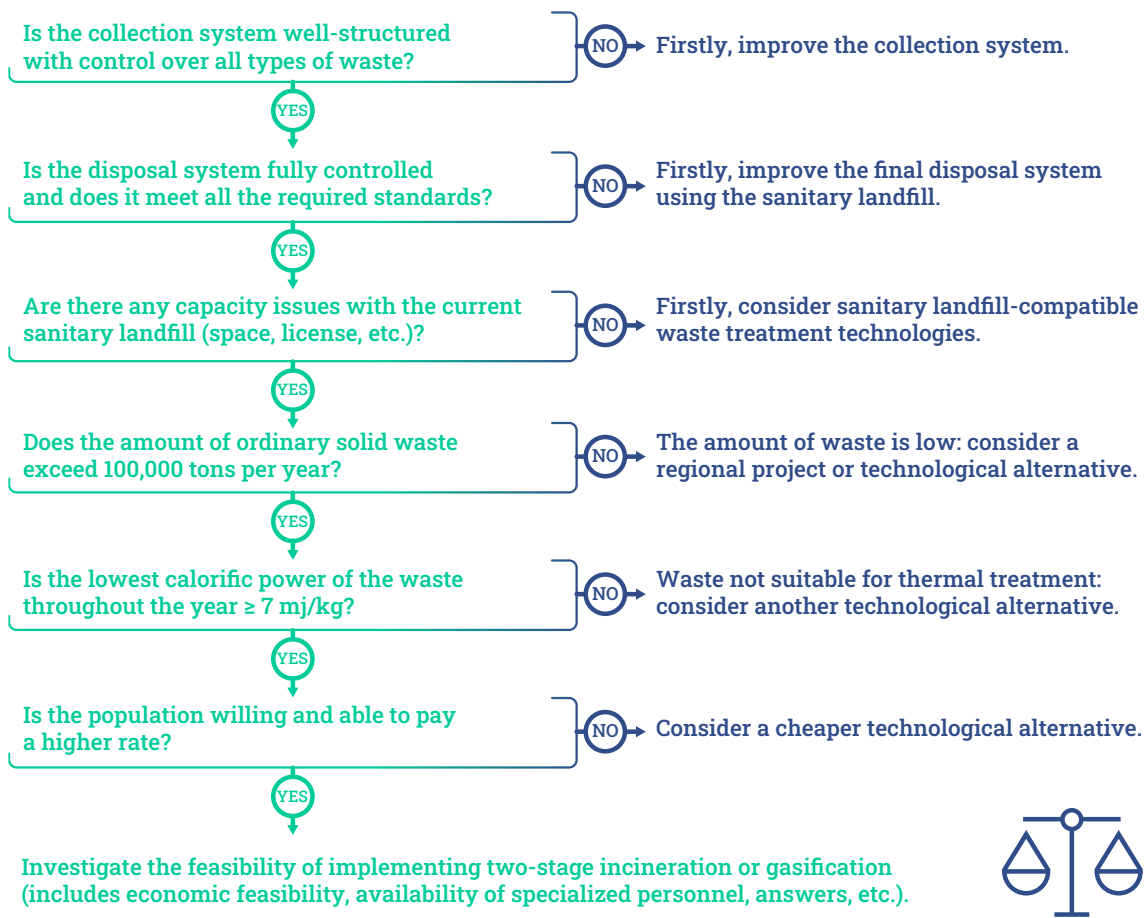 Is the collection system well-structured
with control over all types of waste?
NO
Firstly, improve the collection system.
YES
Is the disposal system fully controlled
and does it meet all the required standards?
NO
Firstly, improve the final disposal system
using the sanitary landfill.
YES
Are there any capacity issues with the current
sanitary landfill (space, license, etc.)?
NO
Firstly, consider sanitary landfill-compatible
waste treatment technologies.
YES
Does the amount of ordinary solid waste
exceed 100,000 tons per year?
NO
The amount of waste is low: consider a
regional project or technological alternative.
YES
Is the lowest calorific power of the waste
throughout the year ≥ 7 mj/kg?
NO
Waste not suitable for thermal treatment:
consider another technological alternative.
YES
Is the population willing and able to pay
a higher rate?
NO
Consider a cheaper technological alternative.
YES
Investigate the feasibility of implementing two-stage incineration or gasification
(includes economic feasibility, availability of specialized personnel, answers, etc.).